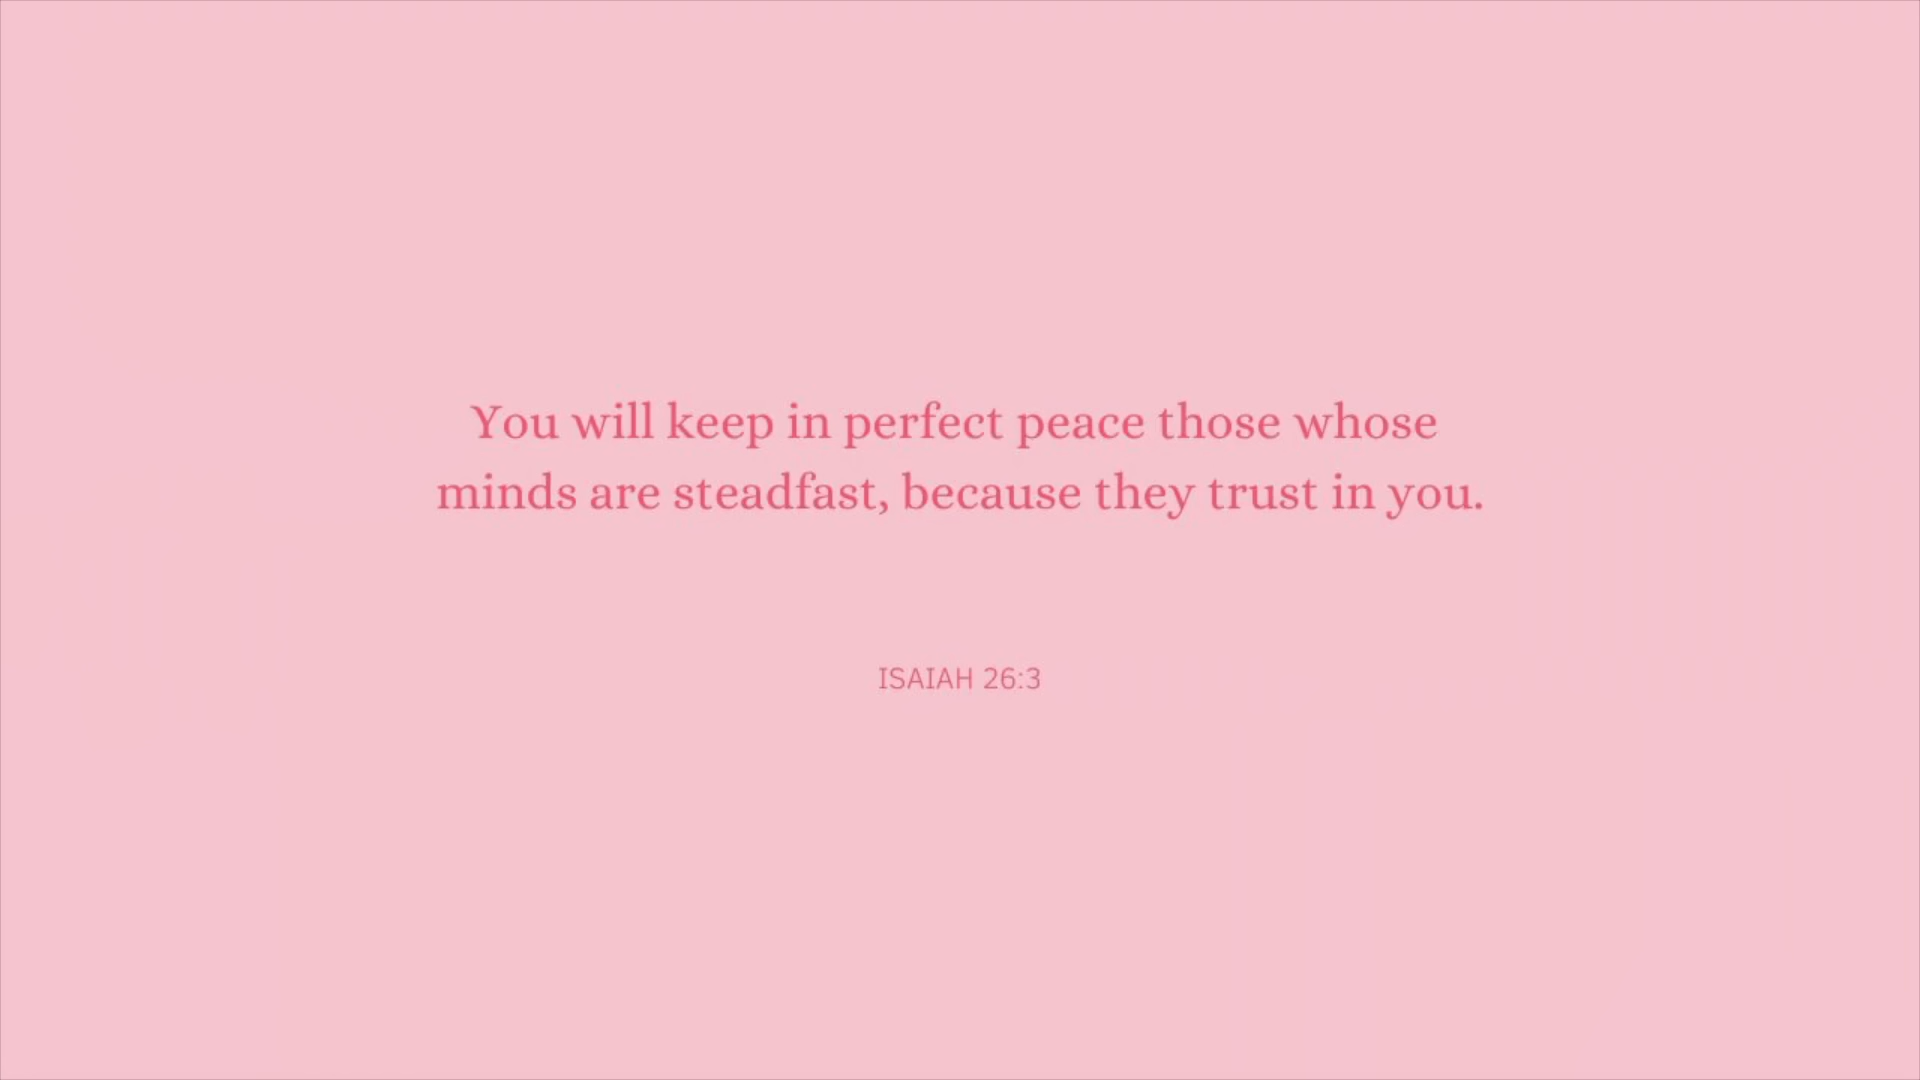 You will keep in perfect peace those whose
minds are steadfast, because they trust in you.
ISAIAH 26:3